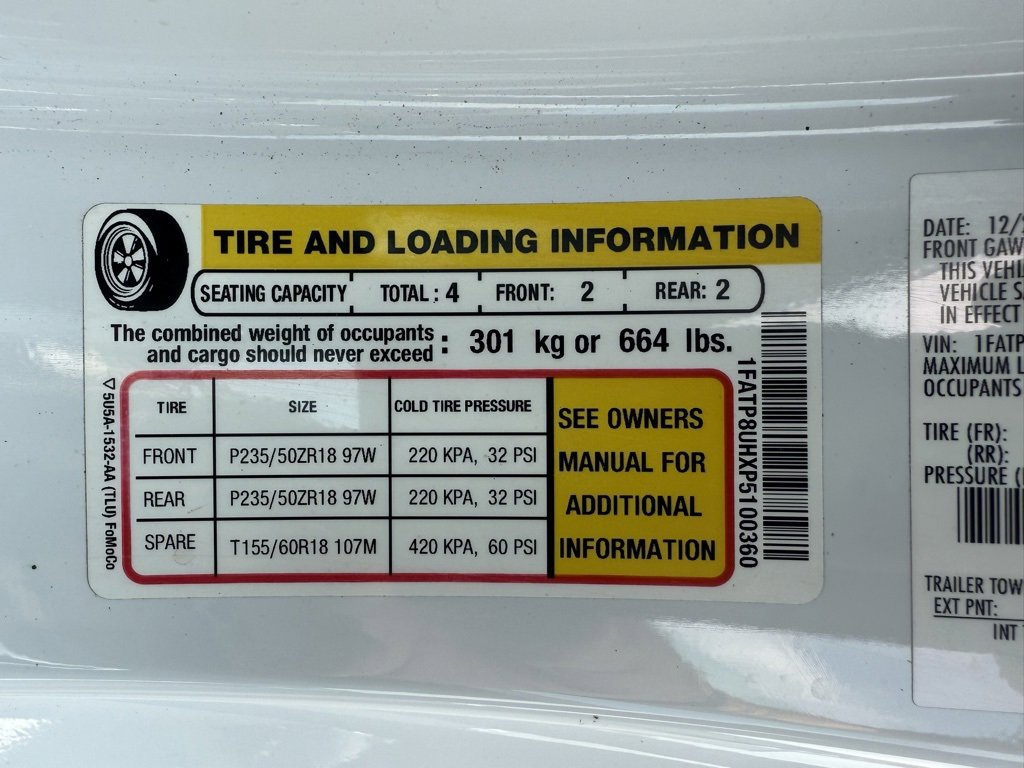 TIRE AND LOADING INFORMATION
SEATING CAPACITY TOTAL : 4 FRONT: 2 REAR: 2
The combined weight of occupants
and cargo should never exceed : 301 kg or 664 lbs.
TIRE SIZE COLD TIRE PRESSURE
FRONT P235/50ZR18 97W 220 KPA, 32 PSI
REAR P235/50ZR18 97W 220 KPA, 32 PSI
SPARE T155/60R18 107M 420 KPA, 60 PSI
SEE OWNERS
MANUAL FOR
ADDITIONAL
INFORMATION
▽5U5A-1532-AA (TLU) FoMoCo
1FATP8UHXP5100360
DATE: 12/
FRONT GAW
THIS VEHI
VEHICLE S
IN EFFECT
VIN: 1FATP
MAXIMUM L
OCCUPANTS
TIRE (FR):
(RR):
PRESSURE (
TRAILER TOW
EXT PNT:
INT